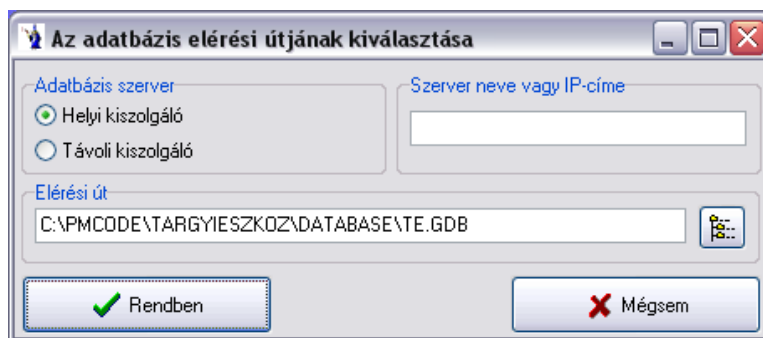 Az adatbázis elérési útjának kiválasztása
Adatbázis szerver
Helyi kiszolgáló
Távoli kiszolgáló
Szerver neve vagy IP-címe
Elérési út
C:\PMCODE\TARGYIESZKOZ\DATABASE\TE.GDB
Rendben
Mégsem